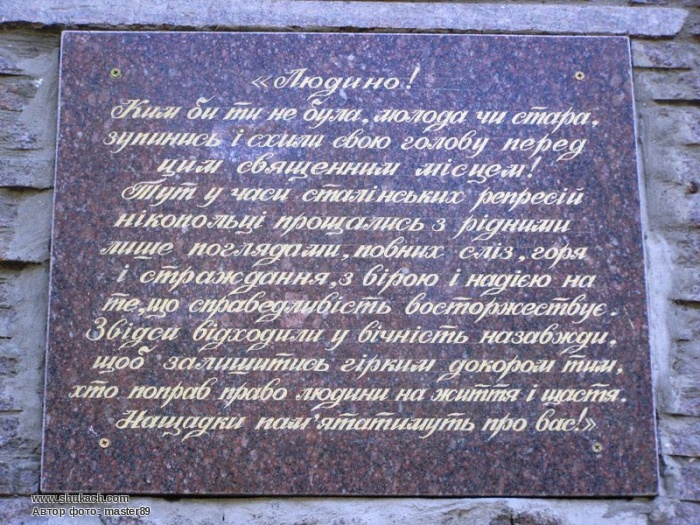 «Людино!
Ким би ти не була, молода чи стара,
зупинись і схили свою голову перед
цим священним місцем!
Тут у часи сталінських репресій
нікопольці прощались з рідними
лише поглядами, повних сліз, горя
і страждання, з вірою і надією на
те, що справедливість восторжествує.
Звідси відходили у вічність назавжди,
щоб залишитись гірким докором тим,
хто поправ право людини на життя і щастя.
Нащадки пам'ятатимуть про вас!»
www.shukach.com
Автор фото: master89